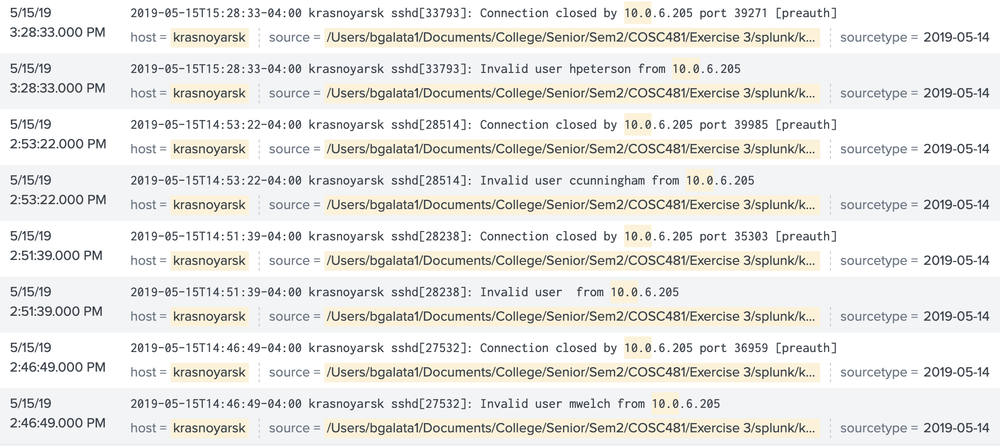 5/15/19
3:28:33.000 PM
2019-05-15T15:28:33-04:00 krasnoyarsk sshd[33793]: Connection closed by 10.0.6.205 port 39271 [preauth]
host = krasnoyarsk source = /Users/bgalata1/Documents/College/Senior/Sem2/COSC481/Exercise 3/splunk/k... sourcetype = 2019-05-14
5/15/19
3:28:33.000 PM
2019-05-15T15:28:33-04:00 krasnoyarsk sshd[33793]: Invalid user hpeterson from 10.0.6.205
host = krasnoyarsk source = /Users/bgalata1/Documents/College/Senior/Sem2/COSC481/Exercise 3/splunk/k... sourcetype = 2019-05-14
5/15/19
2:53:22.000 PM
2019-05-15T14:53:22-04:00 krasnoyarsk sshd[28514]: Connection closed by 10.0.6.205 port 39985 [preauth]
host = krasnoyarsk source = /Users/bgalata1/Documents/College/Senior/Sem2/COSC481/Exercise 3/splunk/k... sourcetype = 2019-05-14
5/15/19
2:53:22.000 PM
2019-05-15T14:53:22-04:00 krasnoyarsk sshd[28514]: Invalid user ccunningham from 10.0.6.205
host = krasnoyarsk source = /Users/bgalata1/Documents/College/Senior/Sem2/COSC481/Exercise 3/splunk/k... sourcetype = 2019-05-14
5/15/19
2:51:39.000 PM
2019-05-15T14:51:39-04:00 krasnoyarsk sshd[28238]: Connection closed by 10.0.6.205 port 35303 [preauth]
host = krasnoyarsk source = /Users/bgalata1/Documents/College/Senior/Sem2/COSC481/Exercise 3/splunk/k... sourcetype = 2019-05-14
5/15/19
2:51:39.000 PM
2019-05-15T14:51:39-04:00 krasnoyarsk sshd[28238]: Invalid user  from 10.0.6.205
host = krasnoyarsk source = /Users/bgalata1/Documents/College/Senior/Sem2/COSC481/Exercise 3/splunk/k... sourcetype = 2019-05-14
5/15/19
2:46:49.000 PM
2019-05-15T14:46:49-04:00 krasnoyarsk sshd[27532]: Connection closed by 10.0.6.205 port 36959 [preauth]
host = krasnoyarsk source = /Users/bgalata1/Documents/College/Senior/Sem2/COSC481/Exercise 3/splunk/k... sourcetype = 2019-05-14
5/15/19
2:46:49.000 PM
2019-05-15T14:46:49-04:00 krasnoyarsk sshd[27532]: Invalid user mwelch from 10.0.6.205
host = krasnoyarsk source = /Users/bgalata1/Documents/College/Senior/Sem2/COSC481/Exercise 3/splunk/k... sourcetype = 2019-05-14